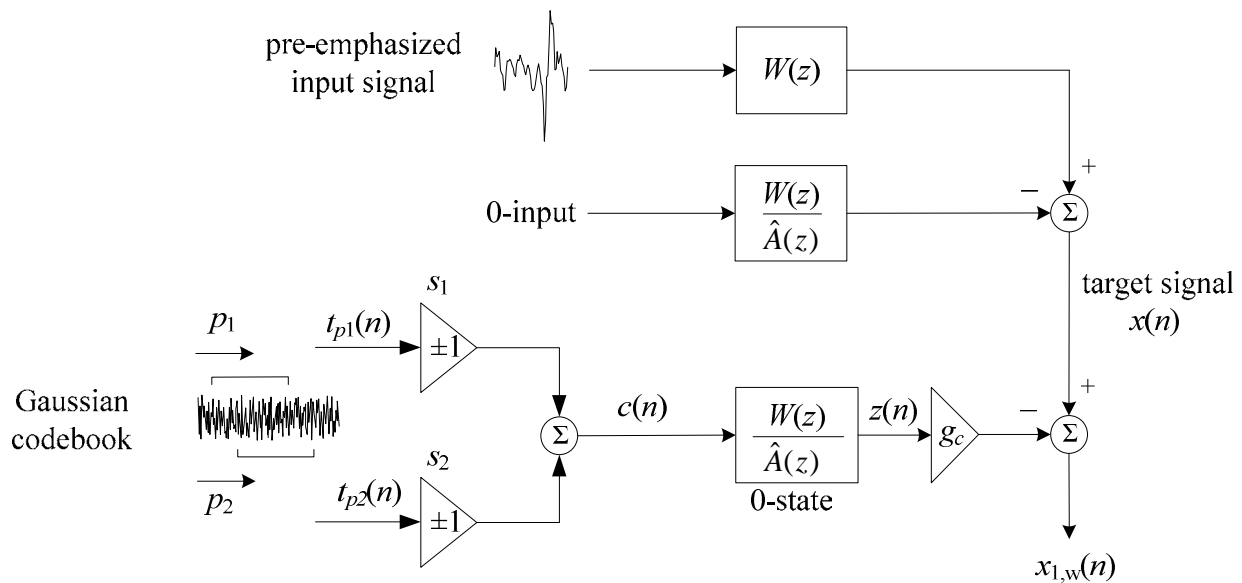 pre-emphasized
input signal
W(z)
+
0-input
W(z)
Â(z)
−
Σ
target signal
x(n)
s₁
p₁
tₚ₁(n)
±1
Gaussian
codebook
Σ
c(n)
W(z)
Â(z)
0-state
z(n)
g_c
−
+
Σ
s₂
p₂
tₚ₂(n)
±1
x₁,w(n)